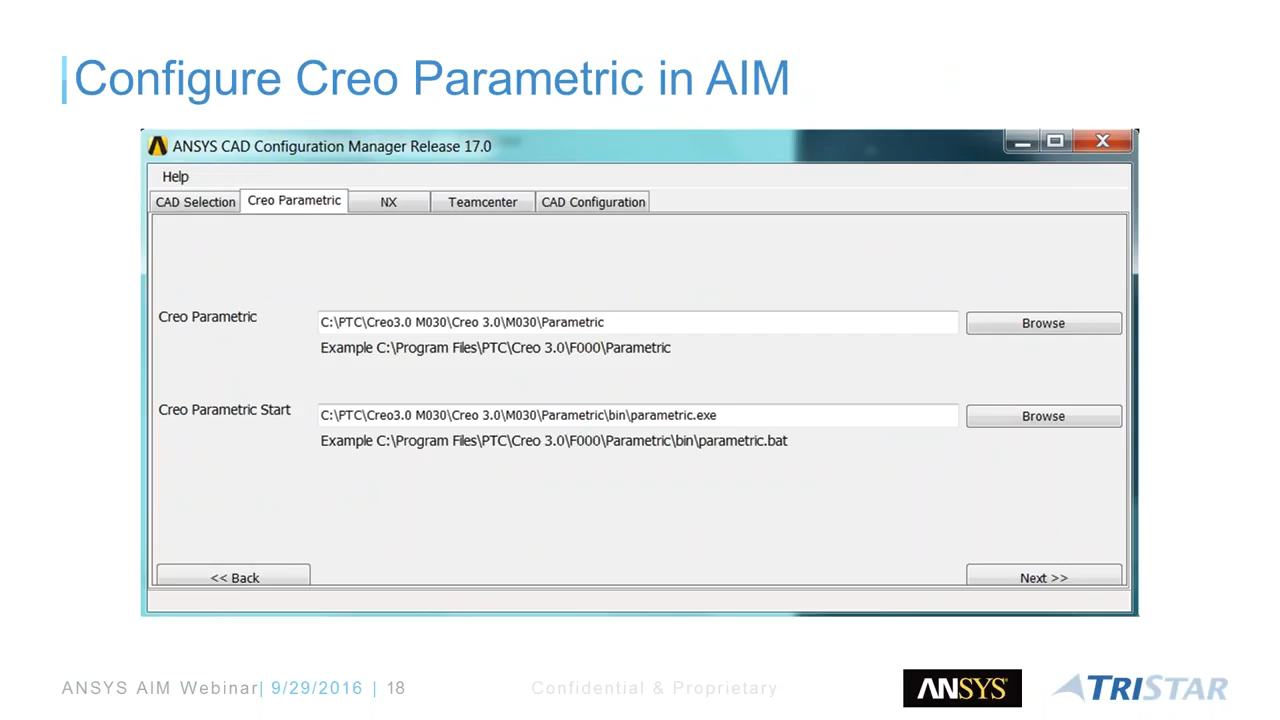 Configure Creo Parametric in AIM
ANSYS CAD Configuration Manager Release 17.0
Help
CAD Selection Creo Parametric NX Teamcenter CAD Configuration
Creo Parametric C:\PTC\Creo3.0 M030\Creo 3.0\M030\Parametric Browse
Example C:\Program Files\PTC\Creo 3.0\F000\Parametric
Creo Parametric Start C:\PTC\Creo3.0 M030\Creo 3.0\M030\Parametric\bin\parametric.exe Browse
Example C:\Program Files\PTC\Creo 3.0\F000\Parametric\bin\parametric.bat
<< Back Next >>
ANSYS AIM Webinar| 9/29/2016 | 18 Confidential & Proprietary ANSYS® TRISTAR